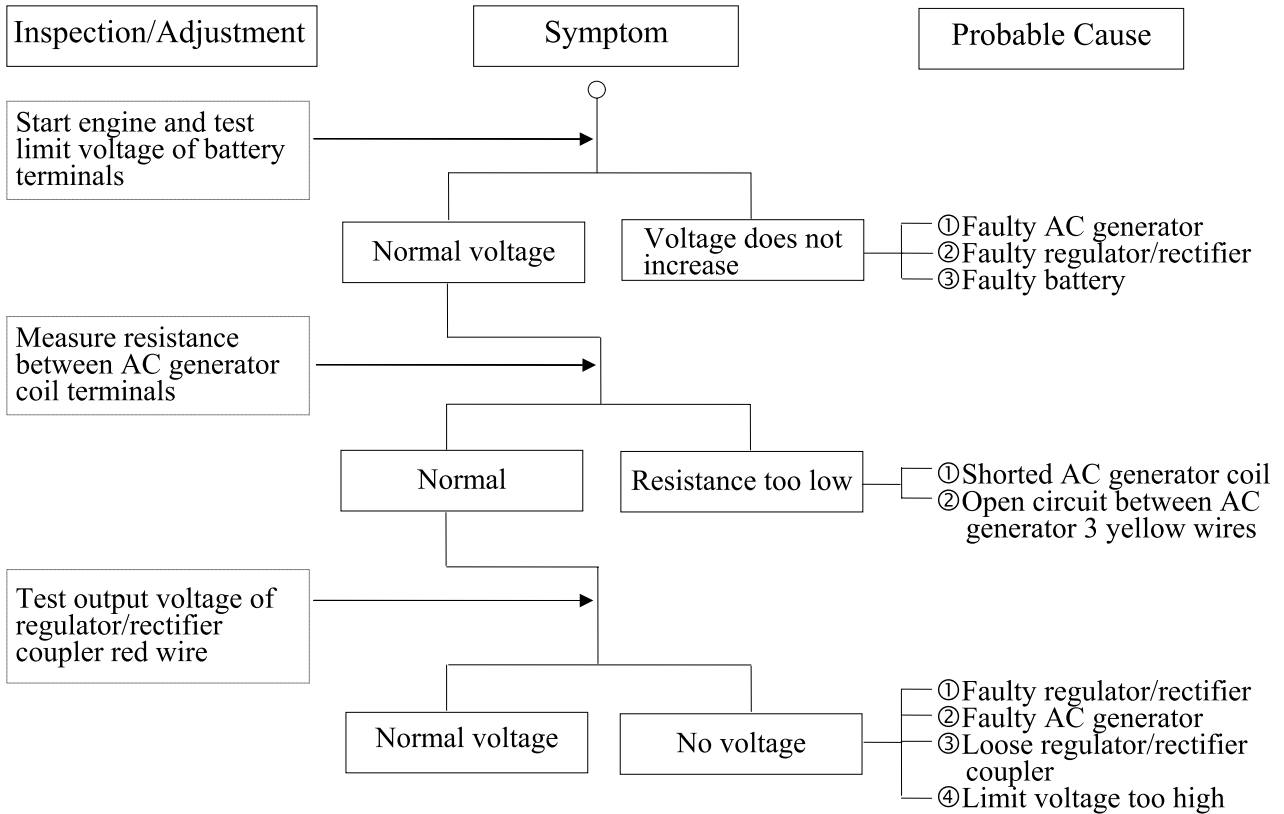 Inspection/Adjustment
Symptom
Probable Cause
Start engine and test
limit voltage of battery
terminals
Normal voltage
Voltage does not
increase
①Faulty AC generator
②Faulty regulator/rectifier
③Faulty battery
Measure resistance
between AC generator
coil terminals
Normal
Resistance too low
①Shorted AC generator coil
②Open circuit between AC
generator 3 yellow wires
Test output voltage of
regulator/rectifier
coupler red wire
Normal voltage
No voltage
①Faulty regulator/rectifier
②Faulty AC generator
③Loose regulator/rectifier
coupler
④Limit voltage too high